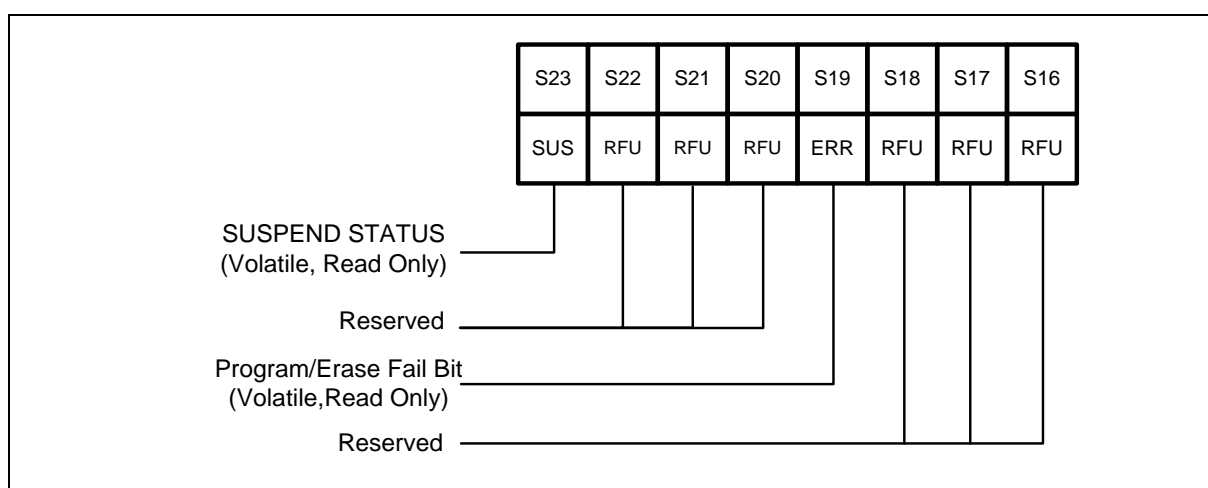 S23 S22 S21 S20 S19 S18 S17 S16
SUS RFU RFU RFU ERR RFU RFU RFU
SUSPEND STATUS
(Volatile, Read Only)
Reserved
Program/Erase Fail Bit
(Volatile,Read Only)
Reserved